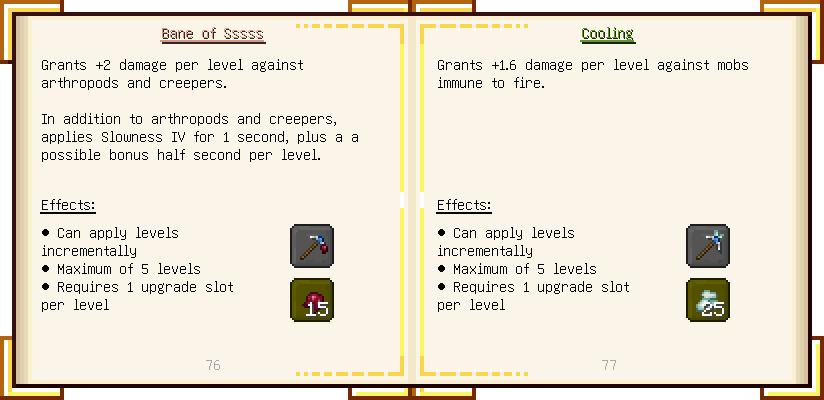 Bane of Sssss
Grants +2 damage per level against
arthropods and creepers.
In addition to arthropods and creepers,
applies Slowness IV for 1 second, plus a a
possible bonus half second per level.
Effects:
• Can apply levels
incrementally
• Maximum of 5 levels
• Requires 1 upgrade slot
per level
15
76
Cooling
Grants +1.6 damage per level against mobs
immune to fire.
Effects:
• Can apply levels
incrementally
• Maximum of 5 levels
• Requires 1 upgrade slot
per level
25
77